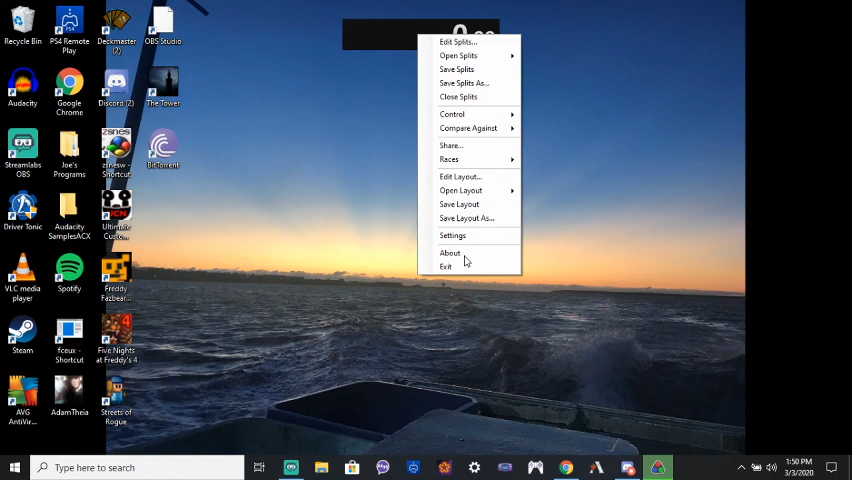 Recycle Bin
PS4 Remote
Play
Deckmaster
(2)
OBS Studio
Audacity
Google
Chrome
Discord (2)
The Tower
Streamlabs
OBS
Joe's
Programs
zsnesw -
Shortcut
BitTorrent
Driver Tonic
Audacity
SamplesACX
Ultimate
Custo...
UCN
VLC media
player
Spotify
Freddy
Fazbear...
Steam
fceux -
Shortcut
Five Nights
at Freddy's 4
AVG
AntiVir...
AdamTheia
Streets of
Rogue
Edit Splits...
Open Splits
Save Splits
Save Splits As...
Close Splits
Control
Compare Against
Share...
Races
Edit Layout...
Open Layout
Save Layout
Save Layout As...
Settings
About
Exit
Type here to search
1:50 PM
3/3/2020